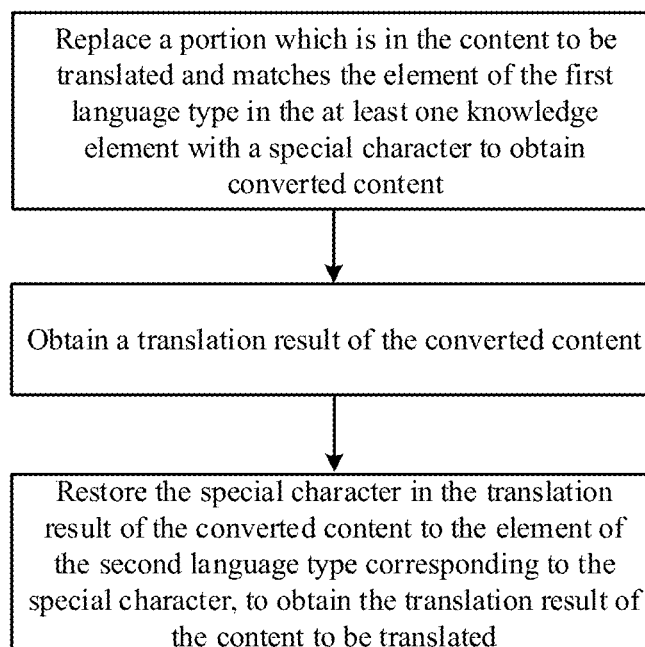 Replace a portion which is in the content to be
translated and matches the element of the first
language type in the at least one knowledge
element with a special character to obtain
converted content
Obtain a translation result of the converted content
Restore the special character in the translation
result of the converted content to the element of
the second language type corresponding to the
special character, to obtain the translation result of
the content to be translated